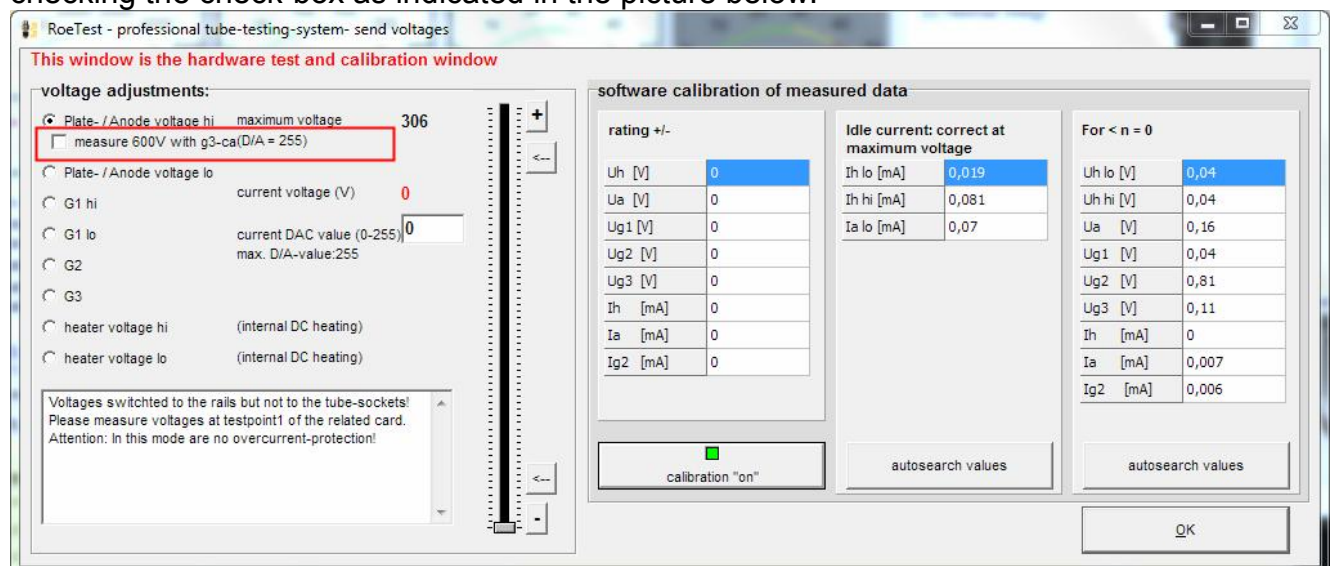 checking the check box as indicated in the picture below.
RoeTest - professional tube-testing-system- send voltages
This window is the hardware test and calibration window
voltage adjustments:
Plate- / Anode voltage hi maximum voltage 306
measure 600V with g3-ca(D/A = 255)
Plate- / Anode voltage lo
current voltage (V) 0
G1 hi
G1 lo current DAC value (0-255) 0
max. D/A-value:255
G2
G3
heater voltage hi (internal DC heating)
heater voltage lo (internal DC heating)
Voltages switchted to the rails but not to the tube-sockets!
Please measure voltages at testpoint1 of the related card.
Attention: In this mode are no overcurrent-protection!
+
<--
<--
-
software calibration of measured data
rating +/-
Uh [V] 0
Ua [V] 0
Ug1 [V] 0
Ug2 [V] 0
Ug3 [V] 0
Ih [mA] 0
Ia [mA] 0
Ig2 [mA] 0
calibration "on"
Idle current: correct at
maximum voltage
Ih lo [mA] 0,019
Ih hi [mA] 0,081
Ia lo [mA] 0,07
autosearch values
For < n = 0
Uh lo [V] 0,04
Uh hi [V] 0,04
Ua [V] 0,16
Ug1 [V] 0,04
Ug2 [V] 0,81
Ug3 [V] 0,11
Ih [mA] 0
Ia [mA] 0,007
Ig2 [mA] 0,006
autosearch values
OK